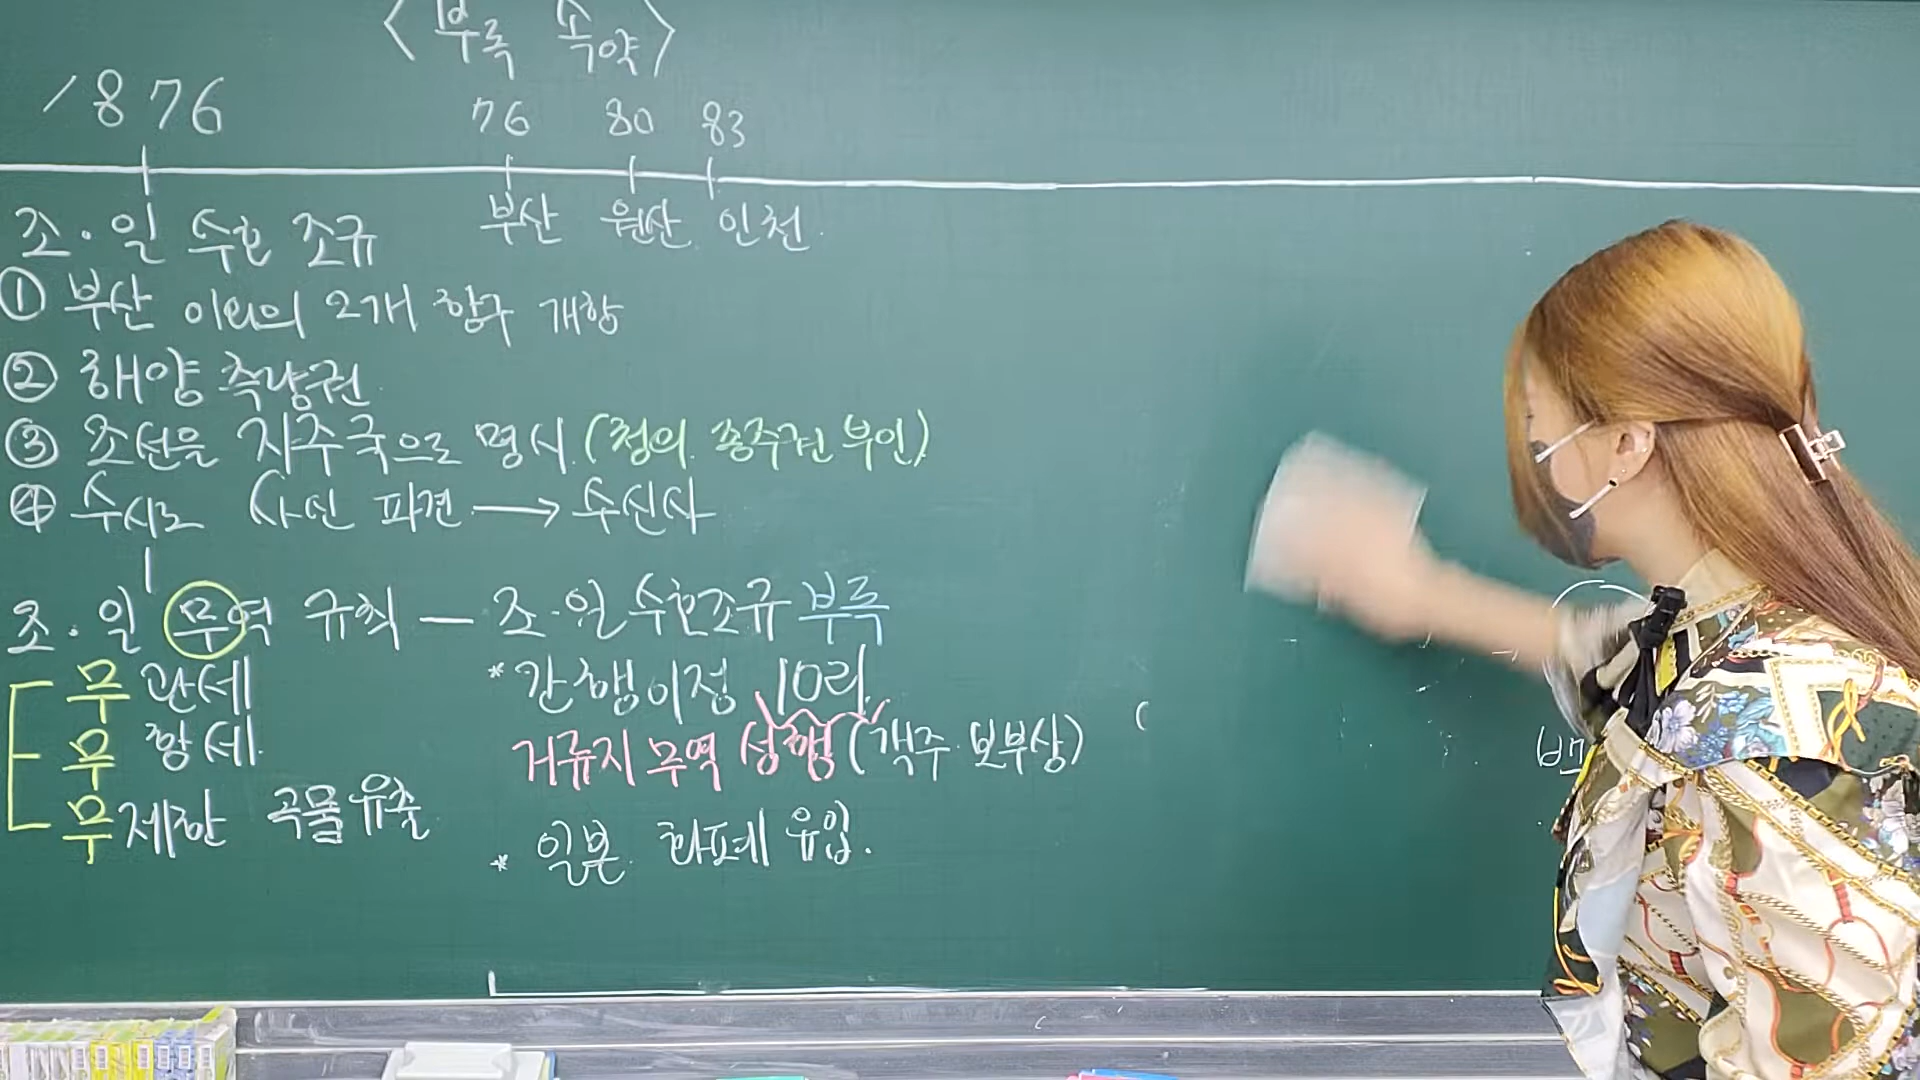 <부록 속약>
1876 76 80 83
부산 원산 인천
조·일 수호 조규
① 부산 이외의 2개 항구 개항
② 해양 측량권
③ 조선을 자주국으로 명시 (청의 종주권 부인)
④ 수시로 사신 파견 → 수신사
조·일 무역 규칙 — 조·일 수호조규 부록
무관세
무항세
무제한 곡물 유출
* 간행이정 10리
거류지 무역 성행 (객주·보부상)
* 일본 화폐 유입.